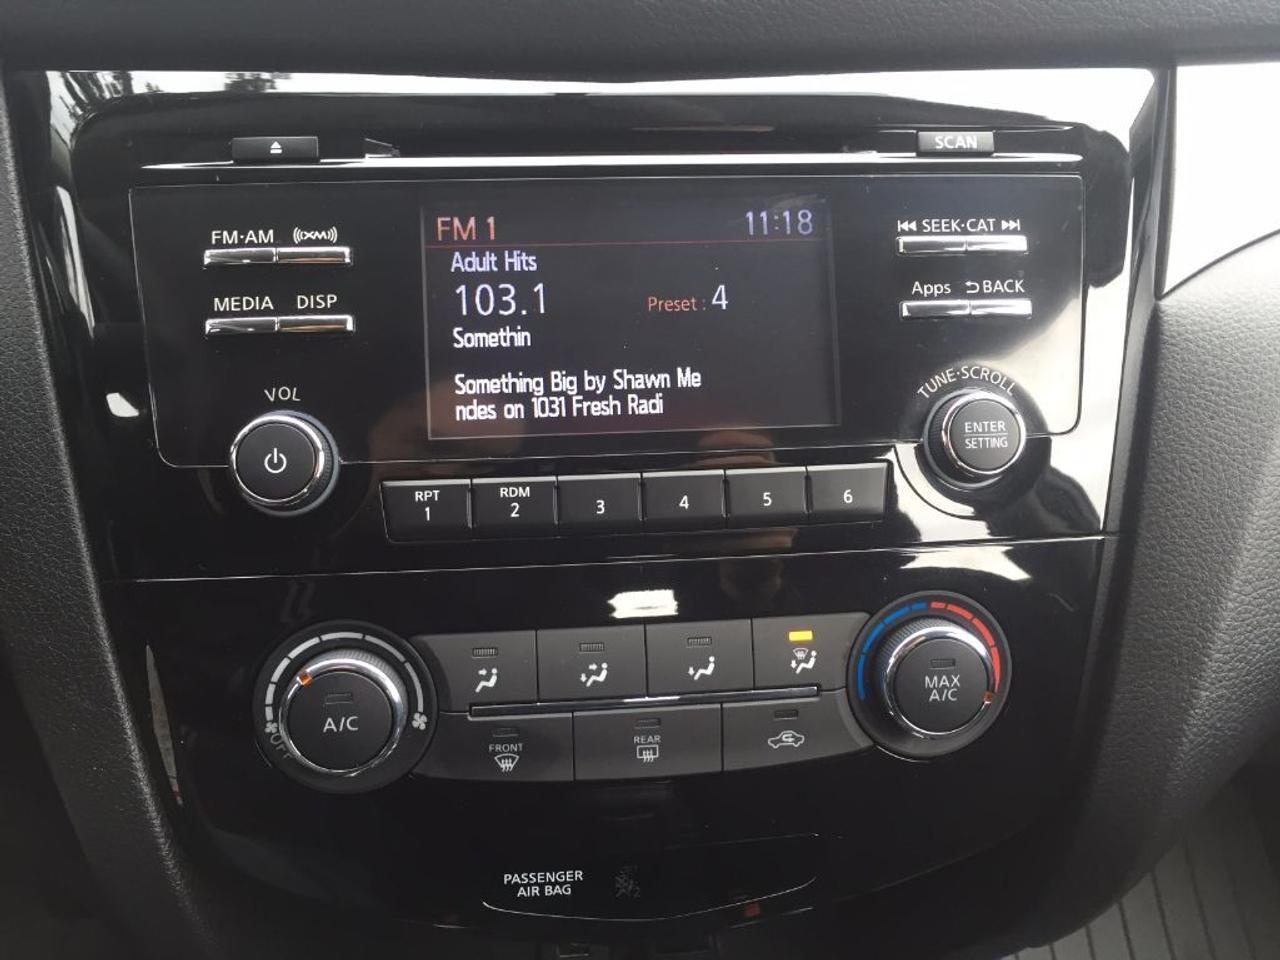 SCAN
FM·AM
((XM))
MEDIA
DISP
VOL
FM 1 11:18
Adult Hits
103.1 Preset : 4
Somethin
Something Big by Shawn Me
ndes on 1031 Fresh Radi
SEEK·CAT
Apps
BACK
TUNE·SCROLL
ENTER
SETTING
RPT
1
RDM
2
3
4
5
6
A/C
OFF
MAX
A/C
FRONT
REAR
PASSENGER
AIR BAG